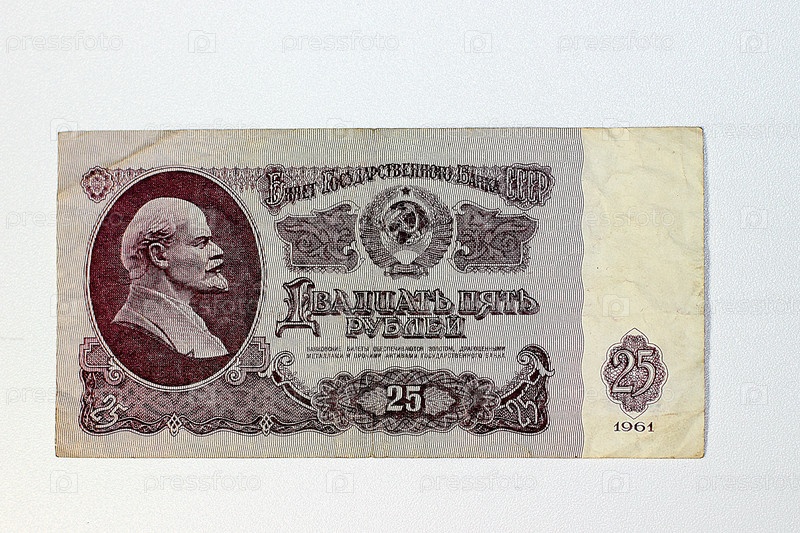 Билет Государственного Банка СССР
Двадцать пять
рублей
БАНКОВСКИЕ БИЛЕТЫ ОБЕСПЕЧИВАЮТСЯ ЗОЛОТОМ, ДРАГОЦЕННЫМИ
МЕТАЛЛАМИ И ПРОЧИМИ АКТИВАМИ ГОСУДАРСТВЕННОГО БАНКА
25
25
25
25
1961
pressfoto